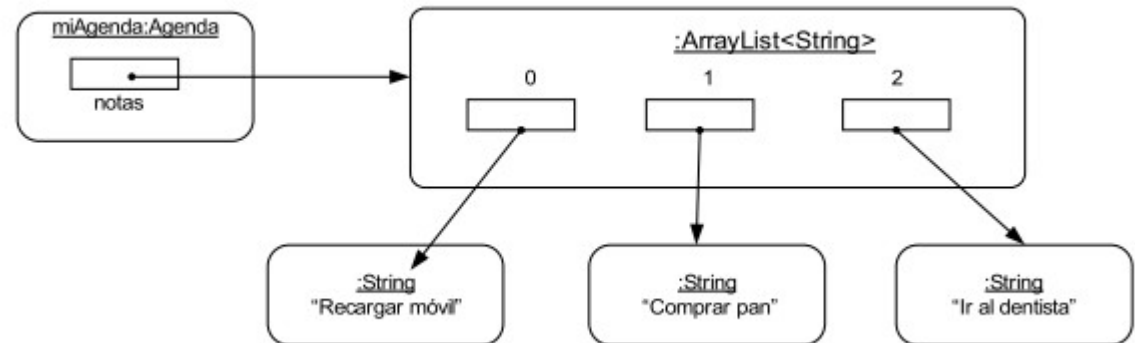 miAgenda:Agenda
notas
:ArrayList<String>
0 1 2
:String
“Recargar móvil”
:String
“Comprar pan”
:String
“Ir al dentista”